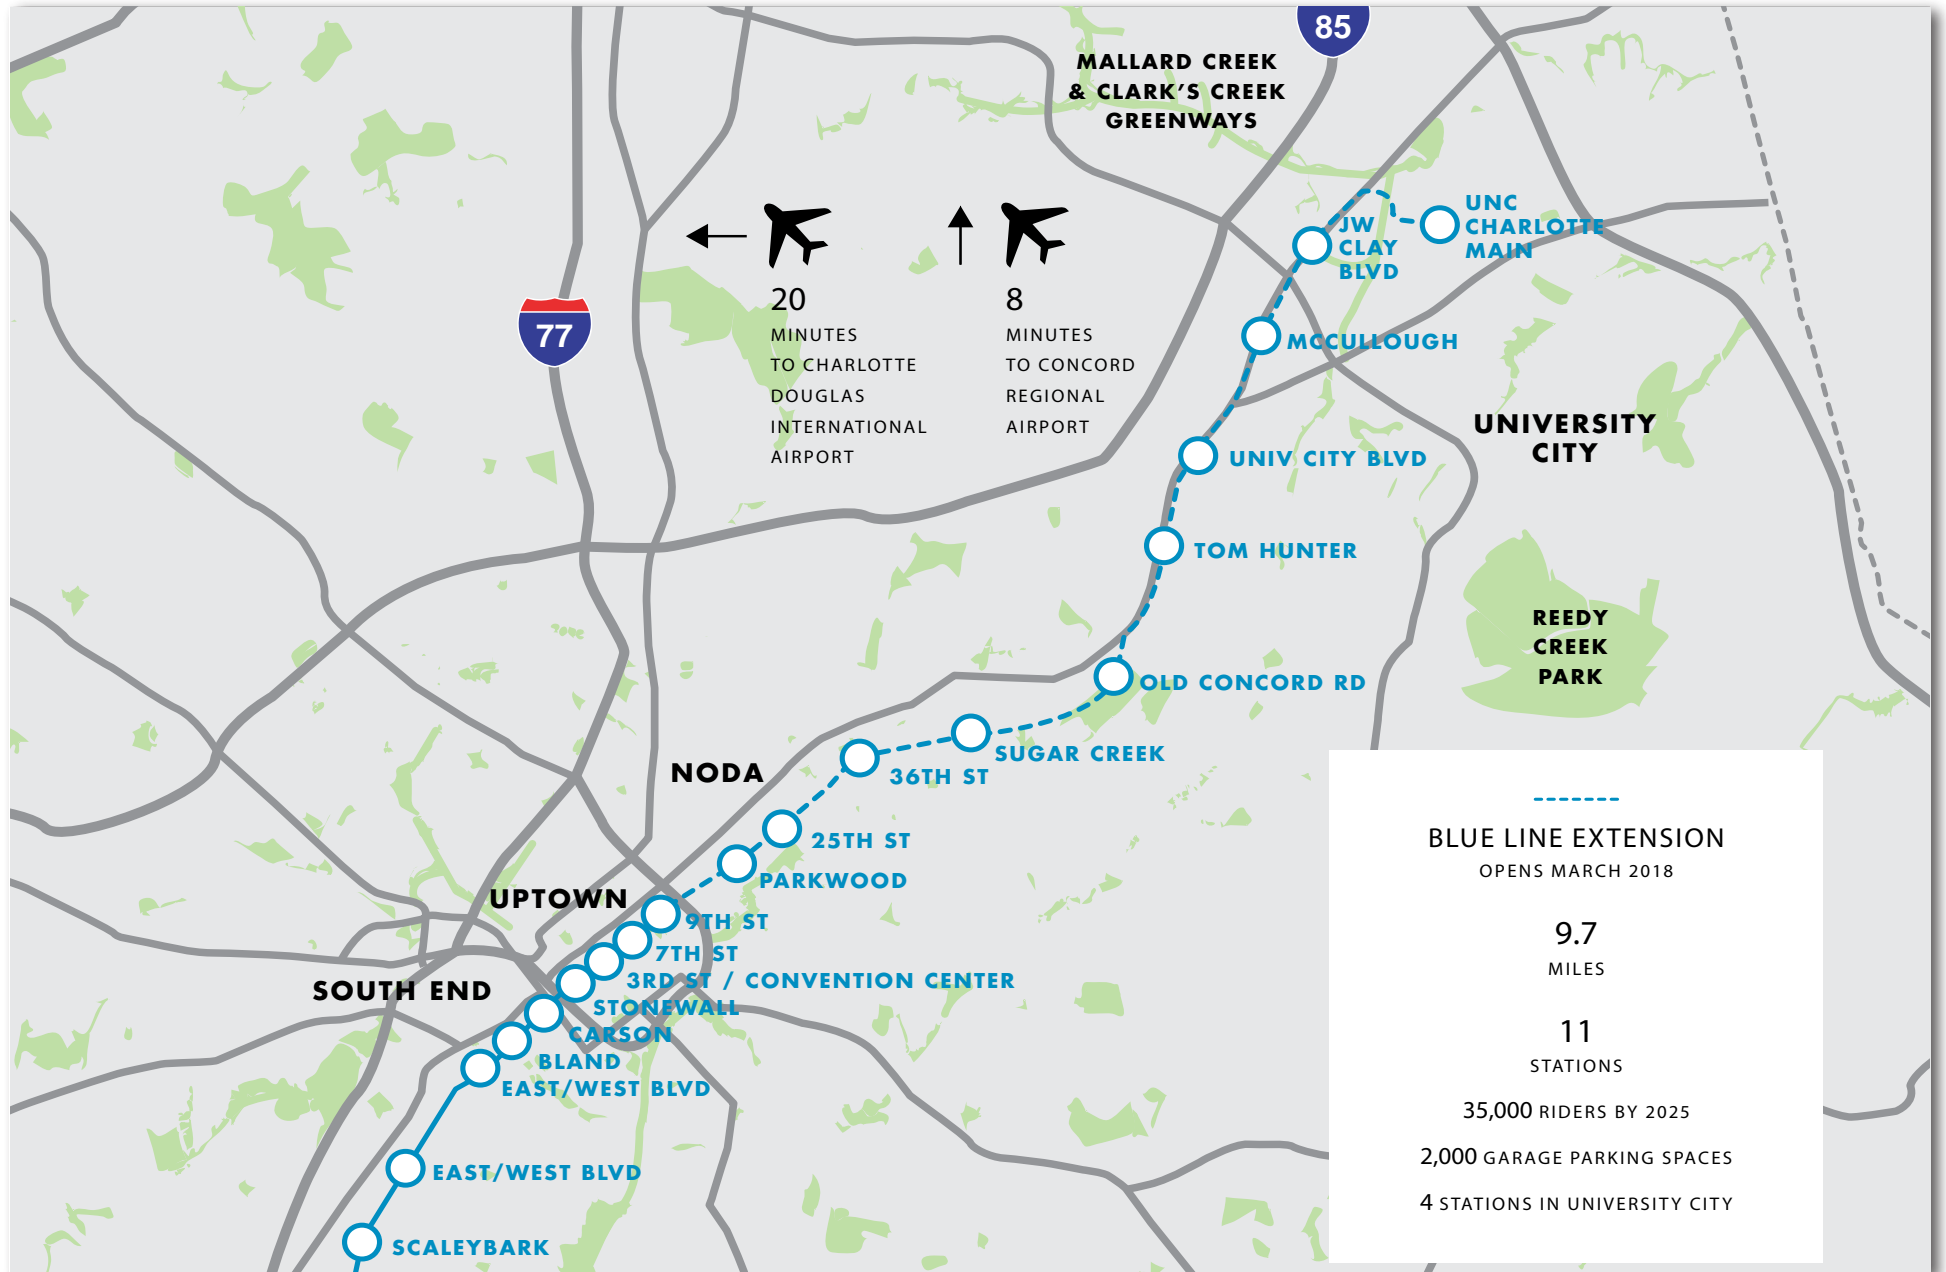 85
MALLARD CREEK
& CLARK'S CREEK
GREENWAYS
UNC
CHARLOTTE
MAIN
JW
CLAY
BLVD
20
MINUTES
TO CHARLOTTE
DOUGLAS
INTERNATIONAL
AIRPORT
8
MINUTES
TO CONCORD
REGIONAL
AIRPORT
77
MCCULLOUGH
UNIVERSITY
CITY
UNIV CITY BLVD
TOM HUNTER
REEDY
CREEK
PARK
OLD CONCORD RD
SUGAR CREEK
NODA
36TH ST
25TH ST
PARKWOOD
UPTOWN
9TH ST
7TH ST
3RD ST / CONVENTION CENTER
SOUTH END
STONEWALL
CARSON
BLAND
EAST/WEST BLVD
EAST/WEST BLVD
SCALEYBARK
BLUE LINE EXTENSION
OPENS MARCH 2018
9.7
MILES
11
STATIONS
35,000 RIDERS BY 2025
2,000 GARAGE PARKING SPACES
4 STATIONS IN UNIVERSITY CITY